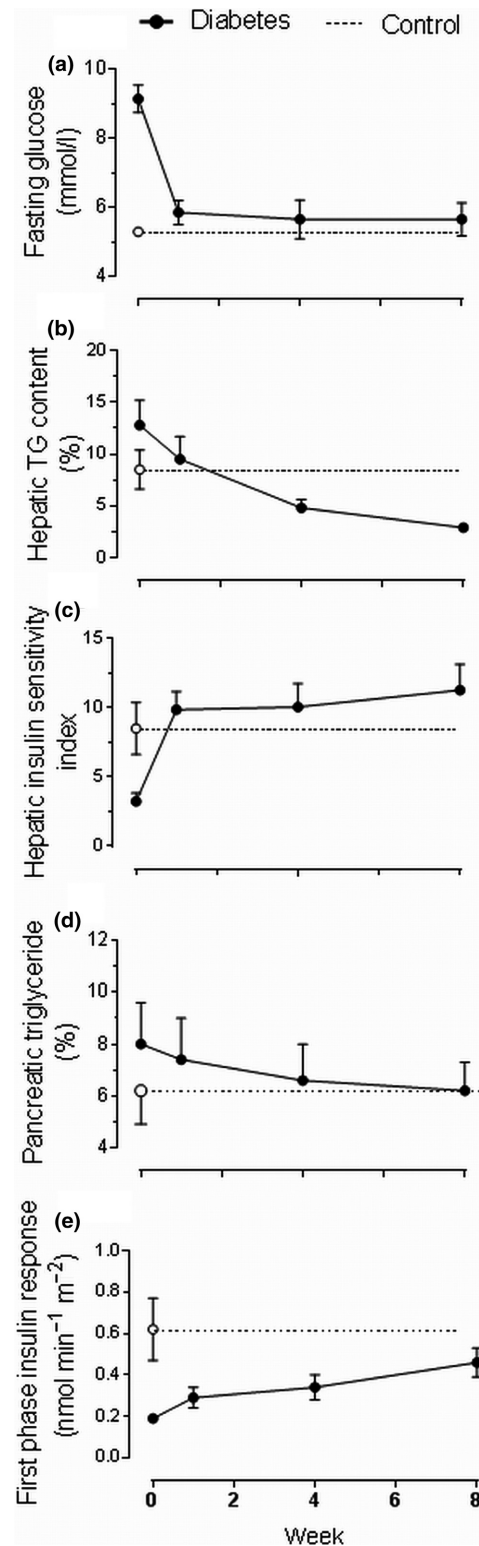 Diabetes Control
(a)
Fasting glucose
(mmol/l)
10
8
6
4
(b)
Hepatic TG content
(%)
20
15
10
5
0
(c)
Hepatic insulin sensitivity
index
15
10
5
0
(d)
Pancreatic triglyceride
(%)
12
10
8
6
4
(e)
First phase insulin response
(nmol min⁻¹ m⁻²)
1.0
0.8
0.6
0.4
0.2
0.0
0 2 4 6 8
Week